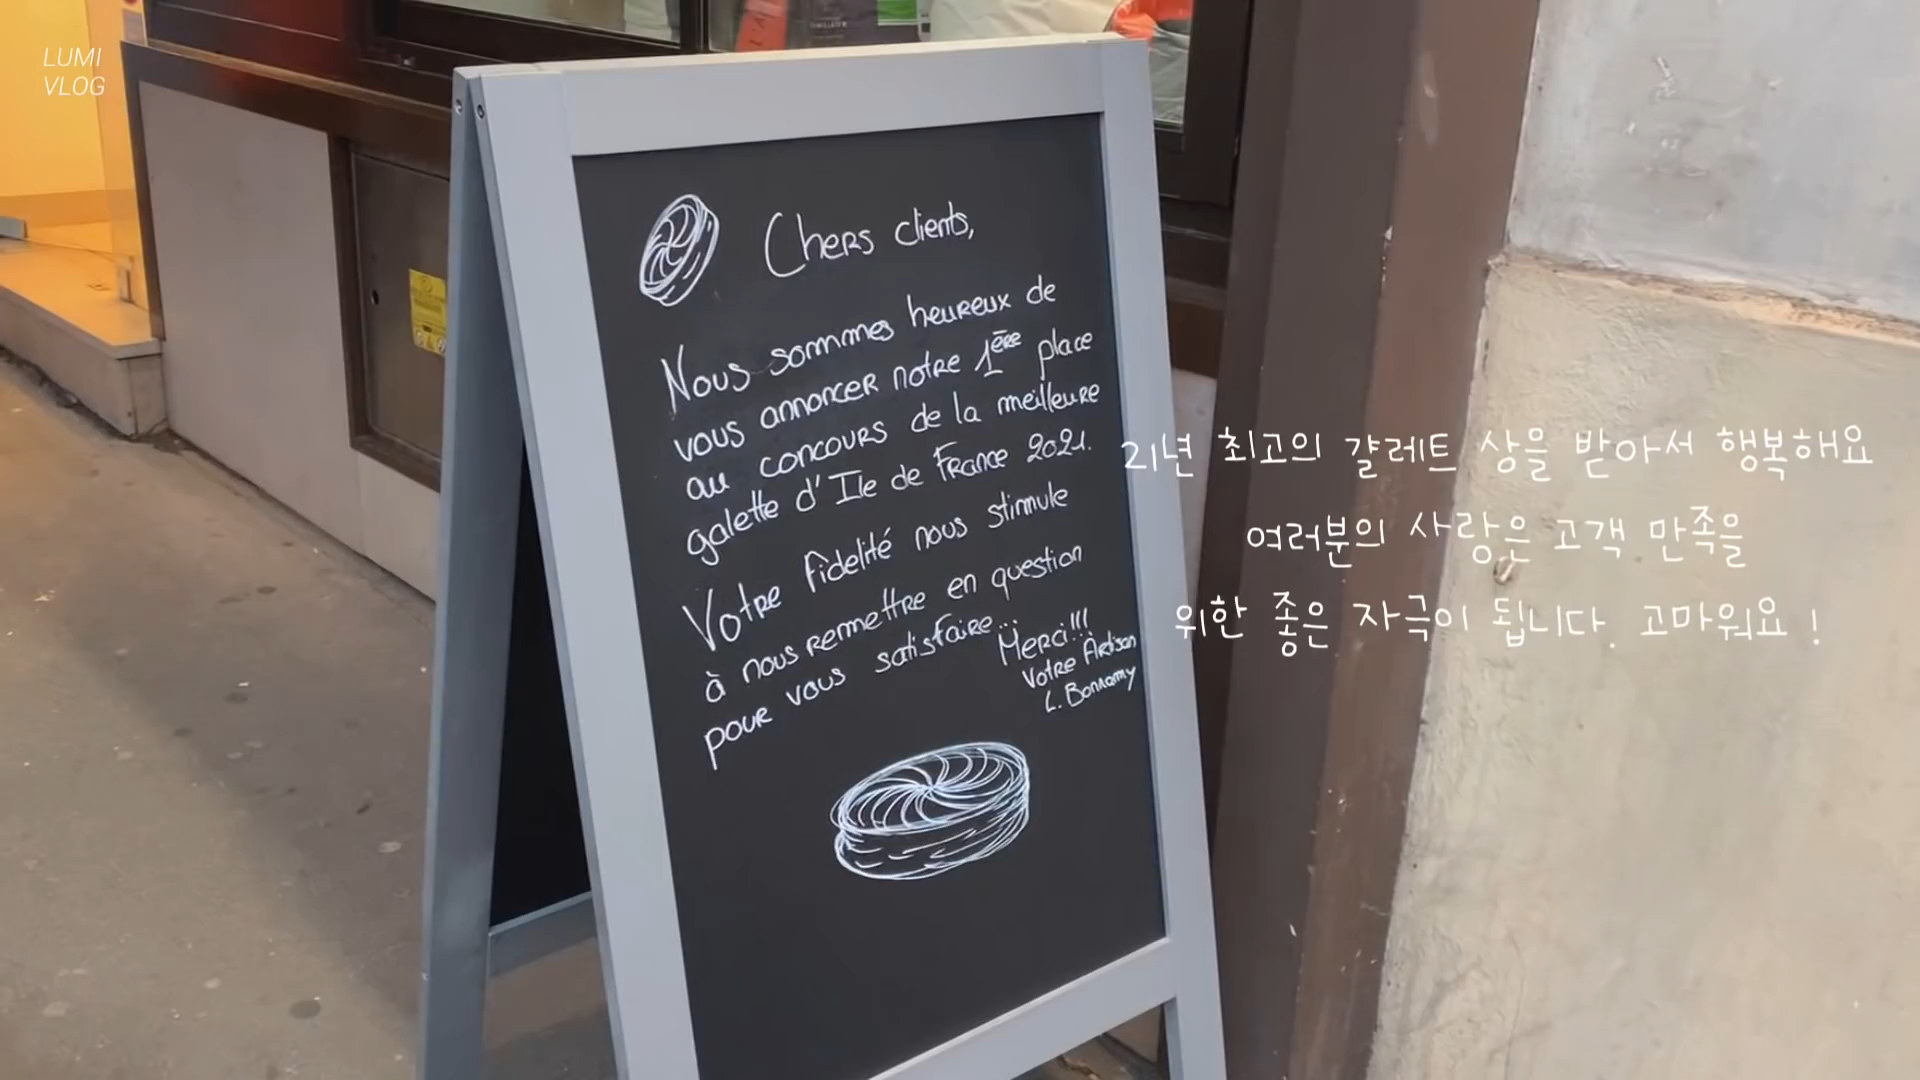 LUMI
VLOG
Chers clients,
Nous sommes heureux de
vous annoncer notre 1ère place
au concours de la meilleure
galette d'Ile de France 2021.
Votre fidelité nous stimule
à nous remettre en question
pour vous satisfaire...
Merci!!!
Votre Artisan
L. Bonnamy
21년 최고의 갸레트 상을 받아서 행복해요
여러분의 사랑은 고객 만족을
위한 좋은 자극이 됩니다. 고마워요 !